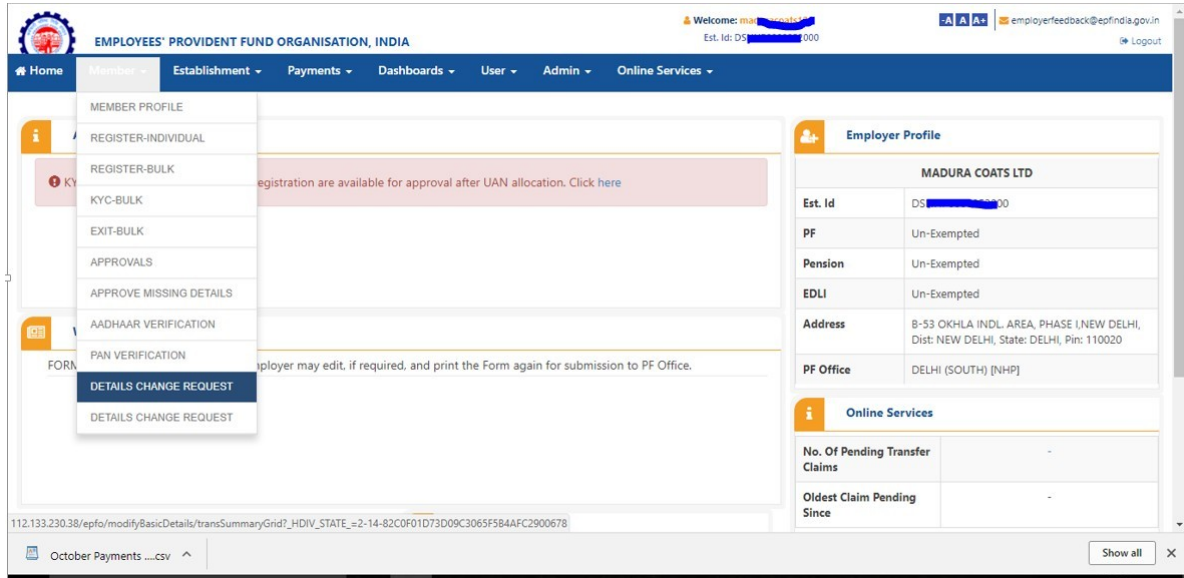 Welcome: mad
-A A A+ employerfeedback@epfindia.gov.in
EMPLOYEES' PROVIDENT FUND ORGANISATION, INDIA
Est. Id: DS 000
Logout
Home Member Establishment Payments Dashboards User Admin Online Services
MEMBER PROFILE
REGISTER-INDIVIDUAL
REGISTER-BULK
KYC-BULK
EXIT-BULK
APPROVALS
APPROVE MISSING DETAILS
AADHAAR VERIFICATION
PAN VERIFICATION
DETAILS CHANGE REQUEST
DETAILS CHANGE REQUEST
A
KY egistration are available for approval after UAN allocation. Click here
FORM ployer may edit, if required, and print the Form again for submission to PF Office.
Employer Profile
MADURA COATS LTD
Est. Id DS 00
PF Un-Exempted
Pension Un-Exempted
EDLI Un-Exempted
Address B-53 OKHLA INDL. AREA, PHASE I,NEW DELHI,
Dist: NEW DELHI, State: DELHI, Pin: 110020
PF Office DELHI (SOUTH) [NHP]
Online Services
No. Of Pending Transfer -
Claims
Oldest Claim Pending -
Since
112.133.230.38/epfo/modifyBasicDetails/transSummaryGrid?_HDIV_STATE_=2-14-82C0F01D73D09C3065F5B4AFC2900678
October Payments ....csv
Show all